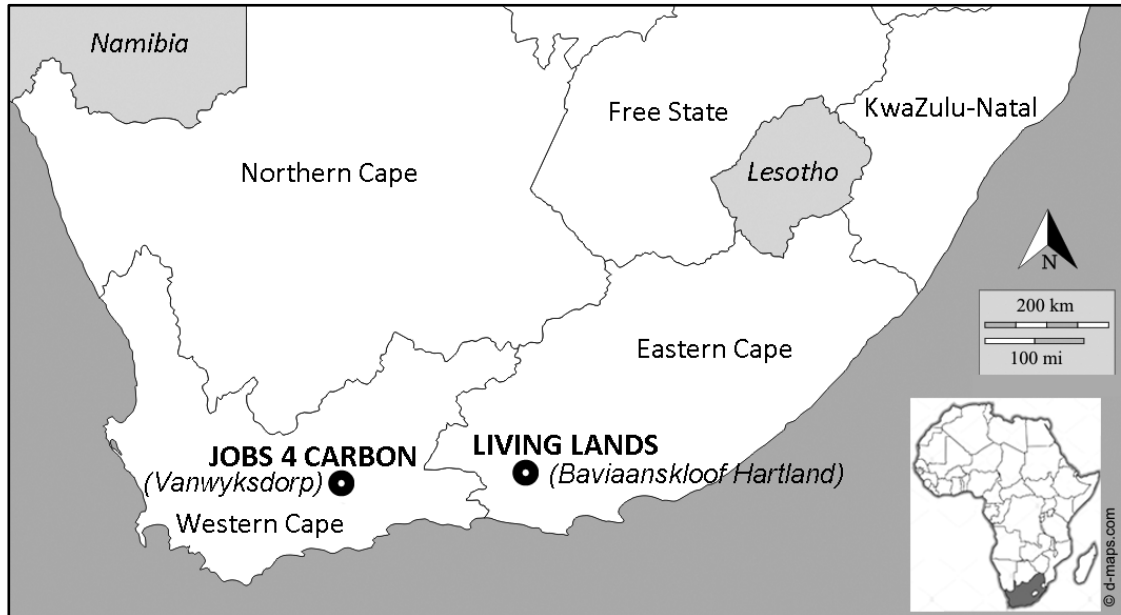 Namibia
Free State
KwaZulu-Natal
Northern Cape
Lesotho
N
200 km
100 mi
Eastern Cape
JOBS 4 CARBON
(Vanwyksdorp)
LIVING LANDS
(Baviaanskloof Hartland)
Western Cape
© d-maps.com